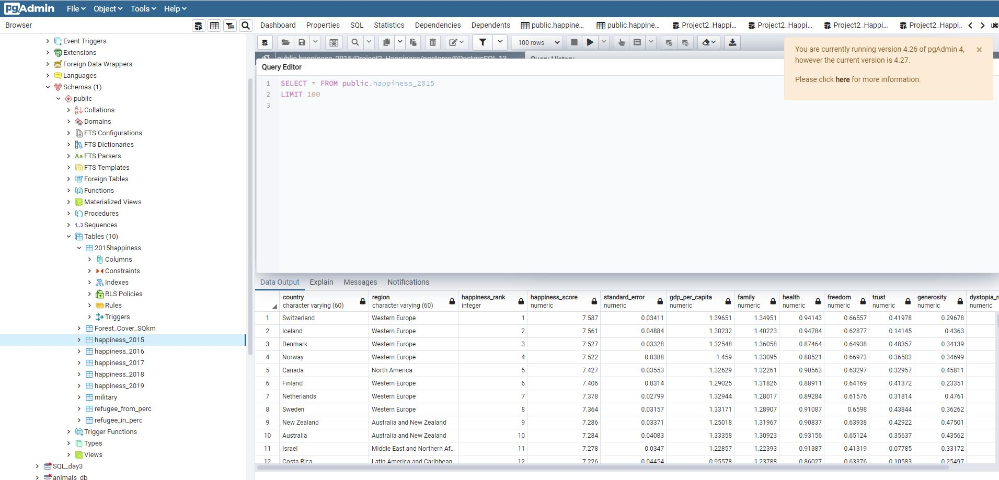 pgAdmin File Object Tools Help
Browser
Dashboard Properties SQL Statistics Dependencies Dependents public.happine... public.happine... Project2_Happi... Project2_Happi... Project2_Happi... Project2_Happi..
100 rows
You are currently running version 4.26 of pgAdmin 4,
however the current version is 4.27.
Please click here for more information.
public.happiness_2015/Project2_Happiness/postgres@PostgreSQL 13
Query History
Query Editor
1 SELECT * FROM public.happiness_2015
2 LIMIT 100
3
Event Triggers
Extensions
Foreign Data Wrappers
Languages
Schemas (1)
public
Collations
Domains
FTS Configurations
FTS Dictionaries
Aa FTS Parsers
FTS Templates
Foreign Tables
Functions
Materialized Views
Procedures
1..3 Sequences
Tables (10)
2015happiness
Columns
Constraints
Indexes
RLS Policies
Rules
Triggers
Forest_Cover_SQkm
happiness_2015
happiness_2016
happiness_2017
happiness_2018
happiness_2019
military
refugee_from_perc
refugee_in_perc
Trigger Functions
Types
Views
SQL_day3
animals_db
Data Output Explain Messages Notifications
country region happiness_rank happiness_score standard_error gdp_per_capita family health freedom trust generosity dystopia_r
character varying (60) character varying (60) integer numeric numeric numeric numeric numeric numeric numeric numeric numeric
1 Switzerland Western Europe 1 7.587 0.03411 1.39651 1.34951 0.94143 0.66557 0.41978 0.29678
2 Iceland Western Europe 2 7.561 0.04884 1.30232 1.40223 0.94784 0.62877 0.14145 0.4363
3 Denmark Western Europe 3 7.527 0.03328 1.32548 1.36058 0.87464 0.64938 0.48357 0.34139
4 Norway Western Europe 4 7.522 0.0388 1.459 1.33095 0.88521 0.66973 0.36503 0.34699
5 Canada North America 5 7.427 0.03553 1.32629 1.32261 0.90563 0.63297 0.32957 0.45811
6 Finland Western Europe 6 7.406 0.0314 1.29025 1.31826 0.88911 0.64169 0.41372 0.23351
7 Netherlands Western Europe 7 7.378 0.02799 1.32944 1.28017 0.89284 0.61576 0.31814 0.4761
8 Sweden Western Europe 8 7.364 0.03157 1.33171 1.28907 0.91087 0.6598 0.43844 0.36262
9 New Zealand Australia and New Zealand 9 7.286 0.03371 1.25018 1.31967 0.90837 0.63938 0.42922 0.47501
10 Australia Australia and New Zealand 10 7.284 0.04083 1.33358 1.30923 0.93156 0.65124 0.35637 0.43562
11 Israel Middle East and Northern Af... 11 7.278 0.0347 1.22857 1.22393 0.91387 0.41319 0.07785 0.33172
12 Costa Rica Latin America and Caribbean 12 7.226 0.04454 0.95578 1.23788 0.86027 0.63376 0.10583 0.25497